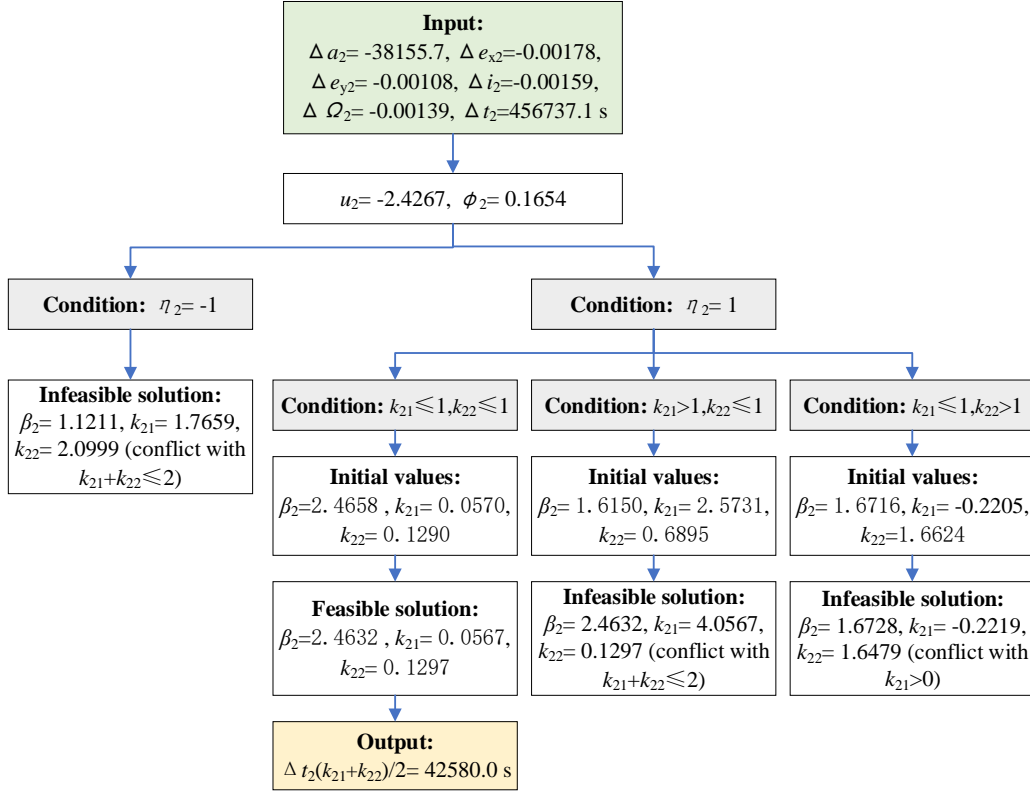 Input:
Δ a2= -38155.7, Δ ex2=-0.00178,
Δ ey2= -0.00108, Δ i2=-0.00159,
Δ Ω2= -0.00139, Δ t2=456737.1 s
u2= -2.4267, ϕ2= 0.1654
Condition: η2= -1
Condition: η2= 1
Infeasible solution:
β2= 1.1211, k21= 1.7659,
k22= 2.0999 (conflict with
k21+k22≤2)
Condition: k21≤1,k22≤1
Condition: k21>1,k22≤1
Condition: k21≤1,k22>1
Initial values:
β2=2.4658 , k21= 0.0570,
k22= 0.1290
Initial values:
β2= 1.6150, k21= 2.5731,
k22= 0.6895
Initial values:
β2= 1.6716, k21= -0.2205,
k22=1.6624
Feasible solution:
β2=2.4632 , k21= 0.0567,
k22= 0.1297
Infeasible solution:
β2= 2.4632, k21= 4.0567,
k22= 0.1297 (conflict with
k21+k22≤2)
Infeasible solution:
β2= 1.6728, k21= -0.2219,
k22= 1.6479 (conflict with
k21>0)
Output:
Δ t2(k21+k22)/2= 42580.0 s